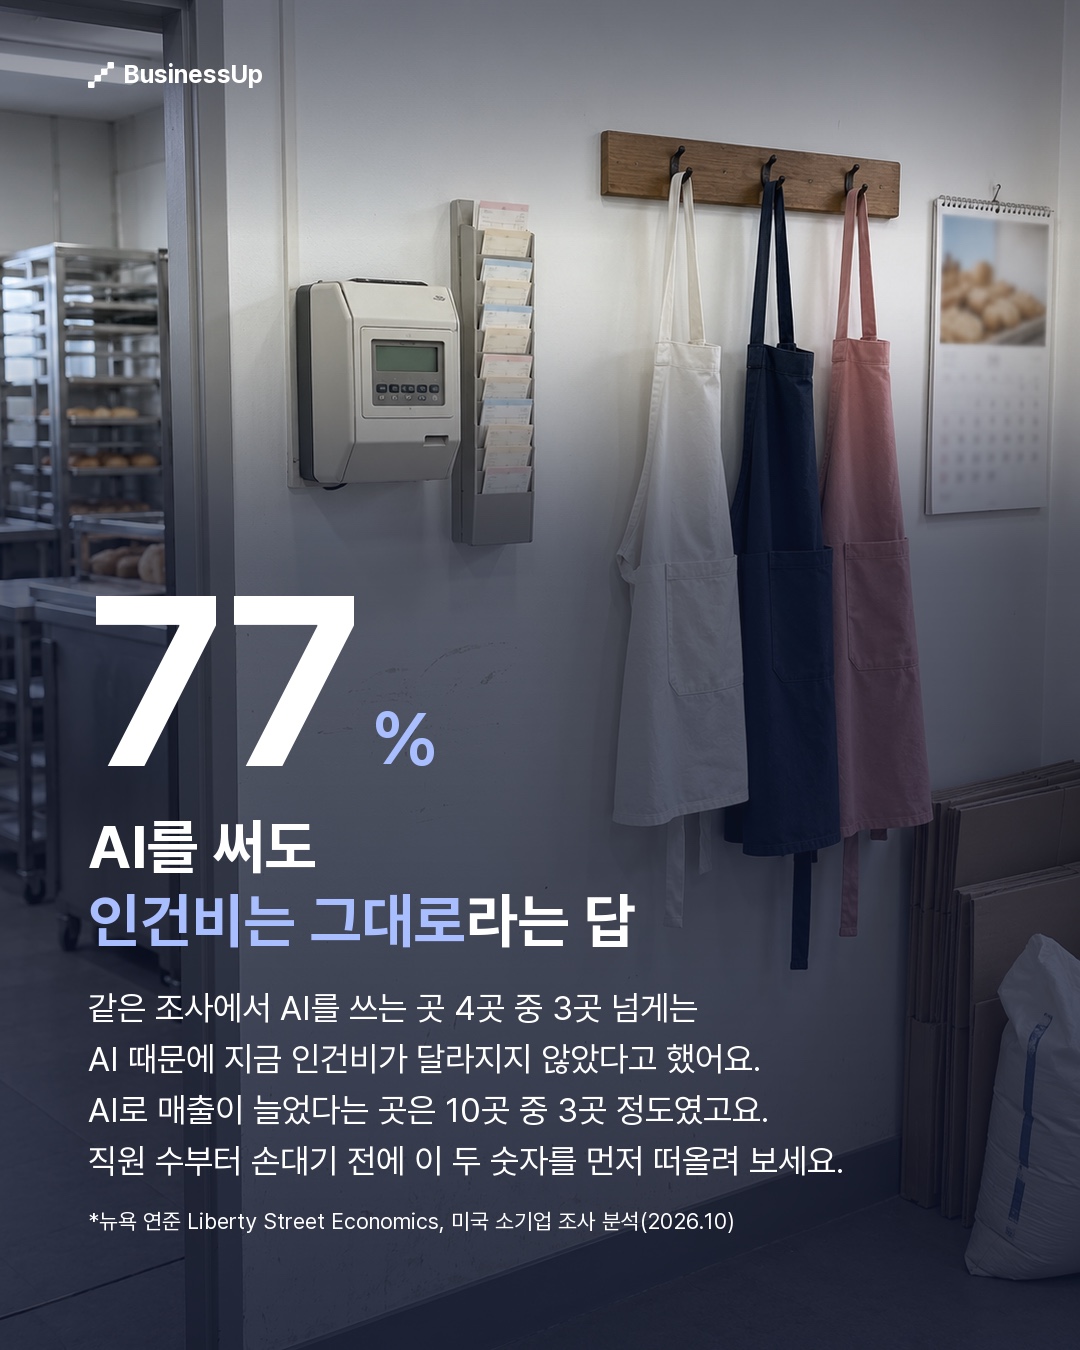 BusinessUp
77 %
AI를 써도
인건비는 그대로라는 답
같은 조사에서 AI를 쓰는 곳 4곳 중 3곳 넘게는
AI 때문에 지금 인건비가 달라지지 않았다고 했어요.
AI로 매출이 늘었다는 곳은 10곳 중 3곳 정도였고요.
직원 수부터 손대기 전에 이 두 숫자를 먼저 떠올려 보세요.
*뉴욕 연준 Liberty Street Economics, 미국 소기업 조사 분석(2026.10)